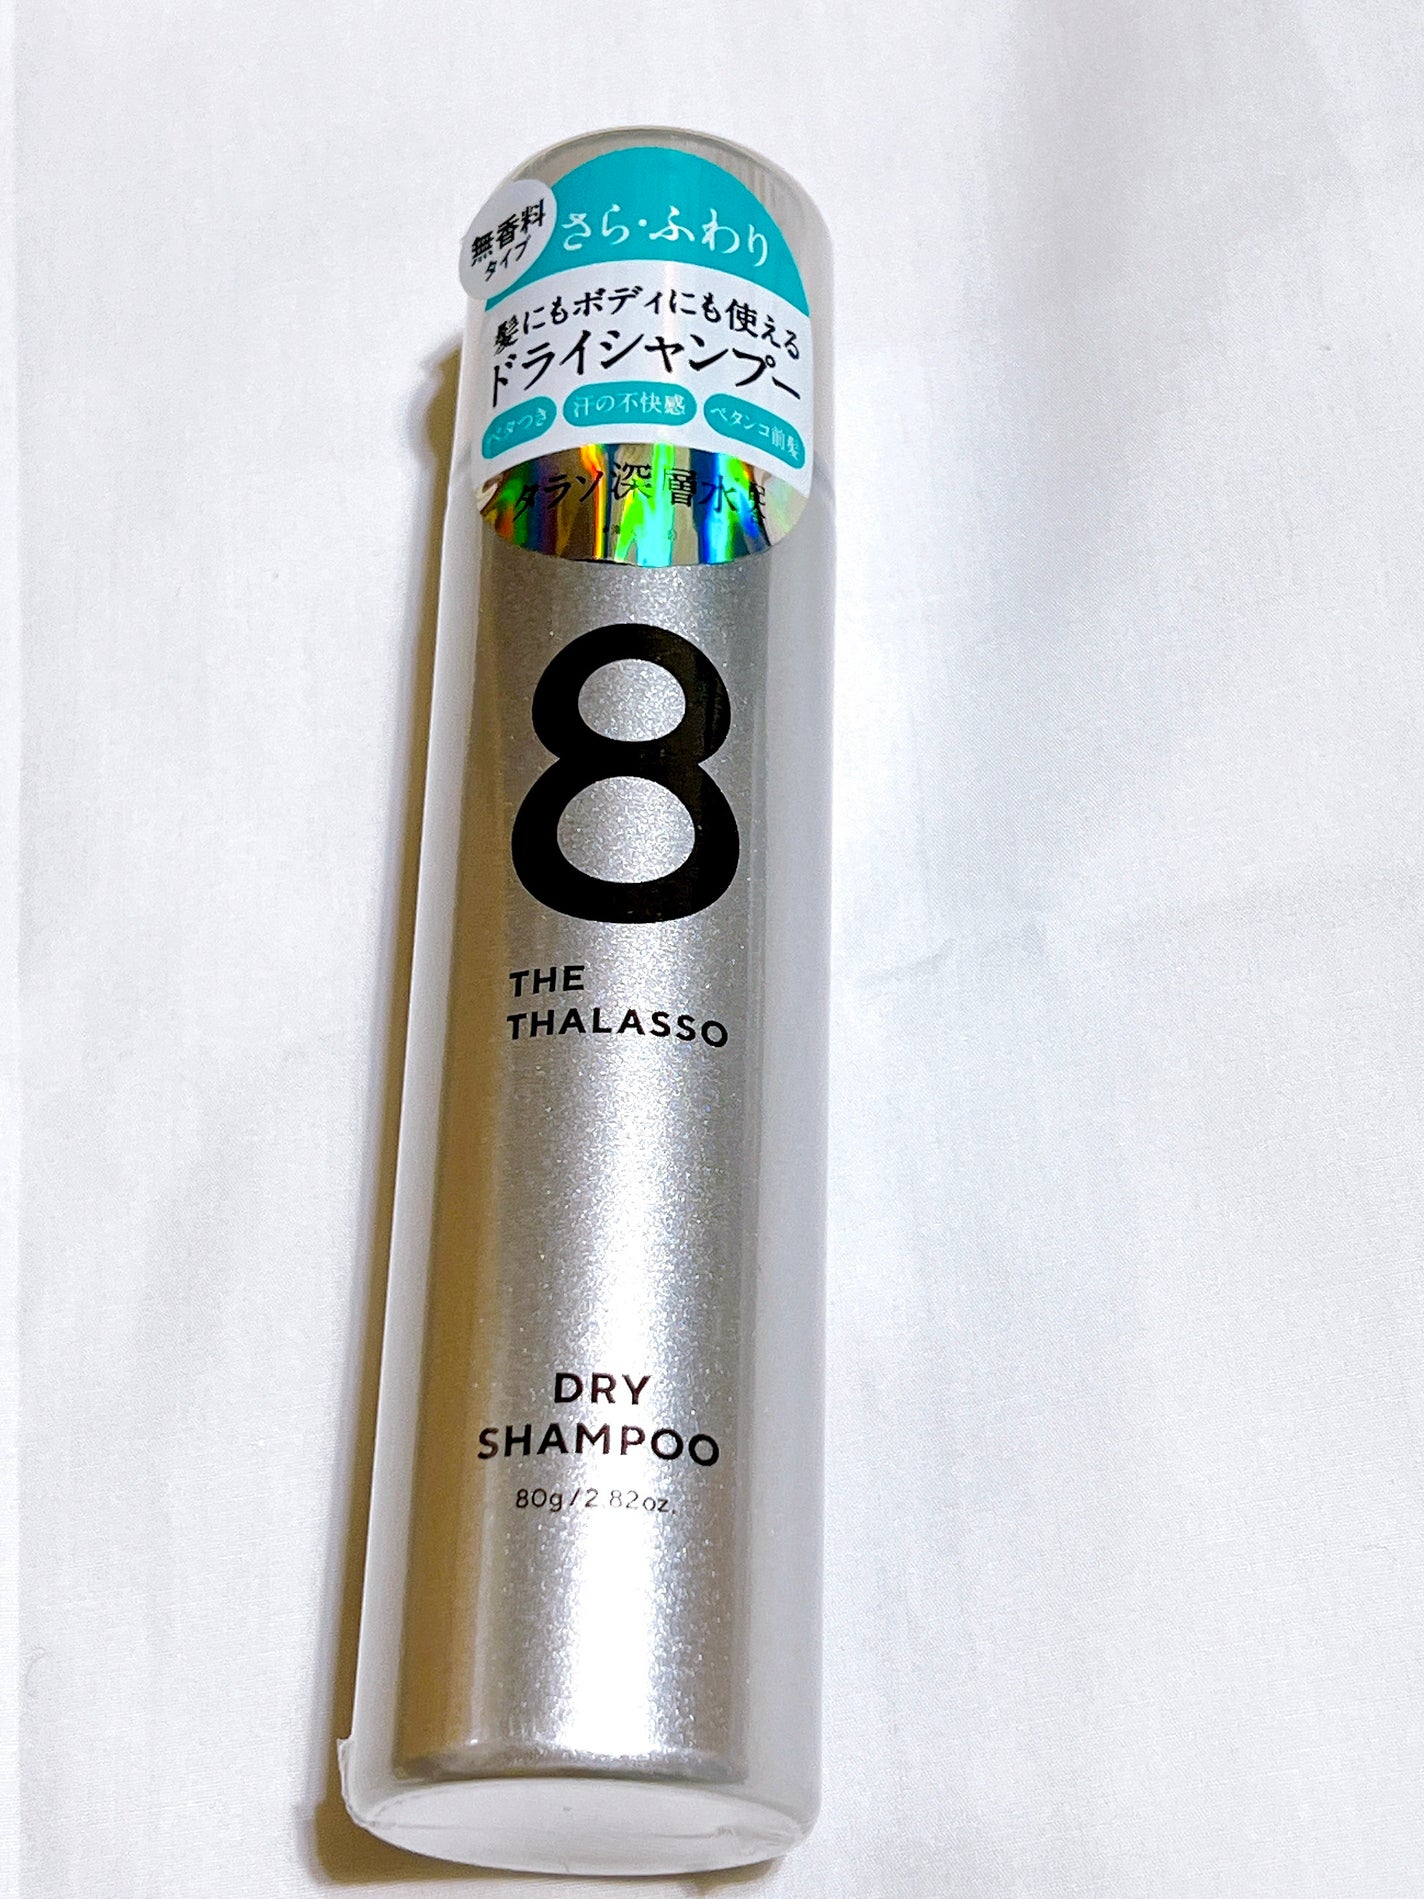 無香料
タイプ
さら・ふわり
髪にもボディにも使える
ドライシャンプー
ベタつき 汗の不快感 ペタンコ前髪
タラソ深層水
8
THE
THALASSO
DRY
SHAMPOO
80g/2.82oz.